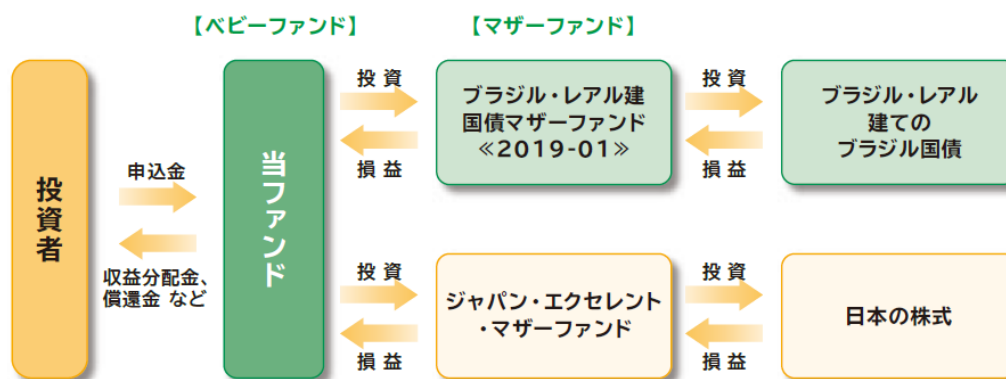 【ベビーファンド】
【マザーファンド】
投資者
申込金
収益分配金、
償還金 など
当ファンド
投 資
損 益
ブラジル・レアル建
国債マザーファンド
≪2019-01≫
投 資
損 益
ブラジル・レアル
建ての
ブラジル国債
投 資
損 益
ジャパン・エクセレント
・マザーファンド
投 資
損 益
日本の株式